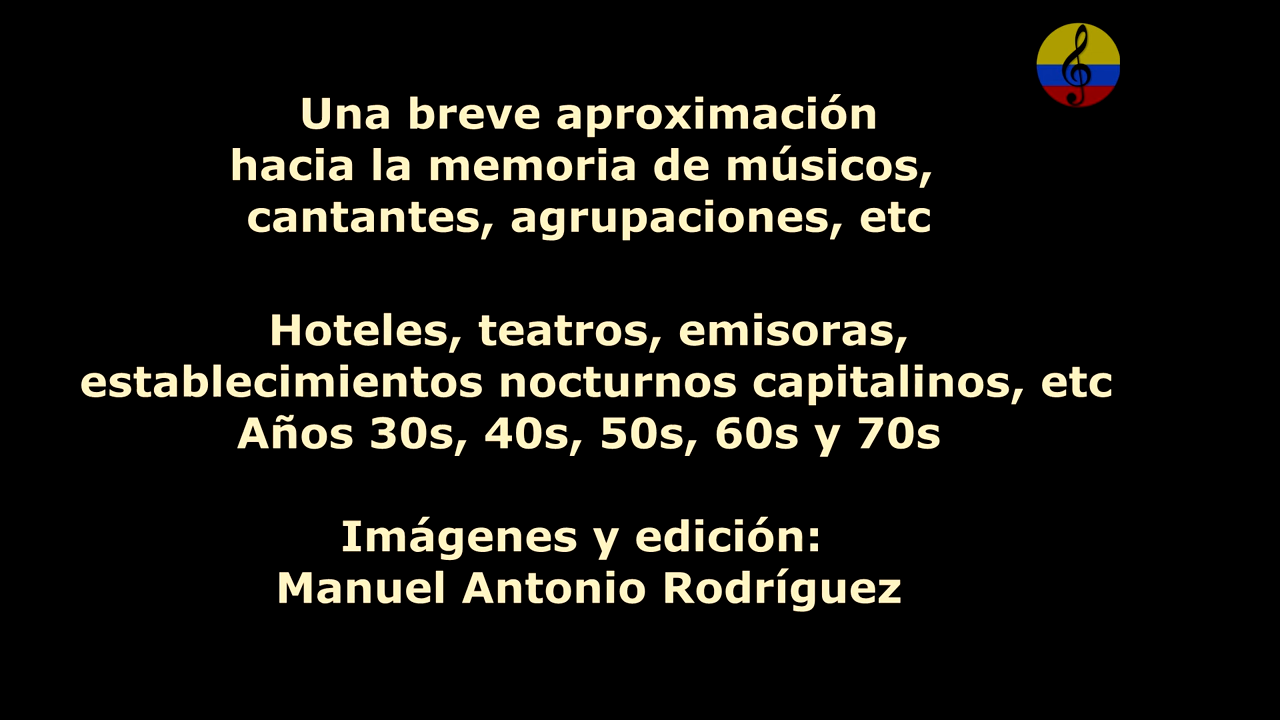 Una breve aproximación
hacia la memoria de músicos,
cantantes, agrupaciones, etc
Hoteles, teatros, emisoras,
establecimientos nocturnos capitalinos, etc
Años 30s, 40s, 50s, 60s y 70s
Imágenes y edición:
Manuel Antonio Rodríguez